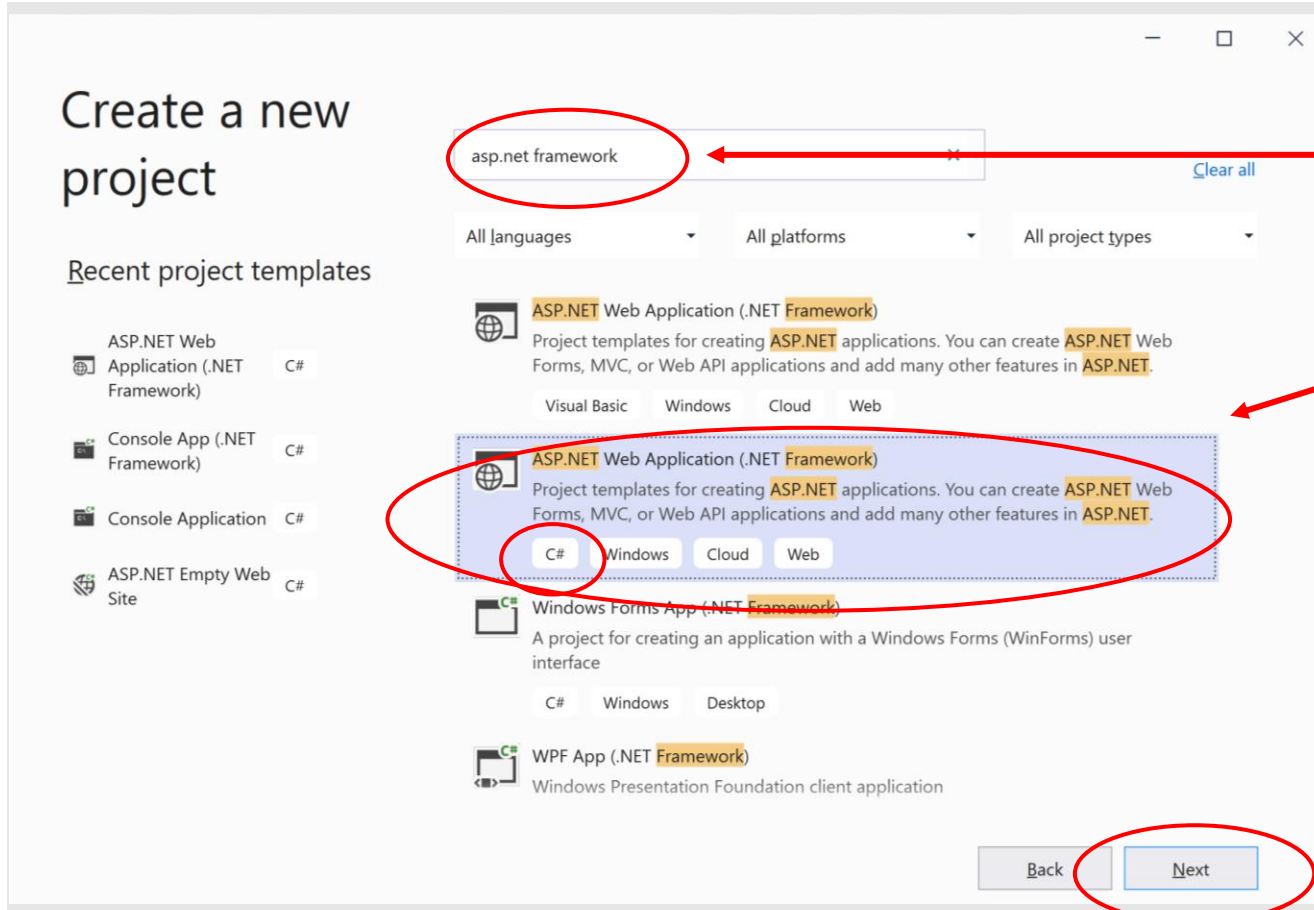 Create a new
project
Recent project templates
ASP.NET Web
Application (.NET
Framework)
C#
Console App (.NET
Framework)
C#
Console Application
C#
ASP.NET Empty Web
Site
C#
asp.net framework
Clear all
All languages
All platforms
All project types
ASP.NET Web Application (.NET Framework)
Project templates for creating ASP.NET applications. You can create ASP.NET Web
Forms, MVC, or Web API applications and add many other features in ASP.NET.
Visual Basic Windows Cloud Web
ASP.NET Web Application (.NET Framework)
Project templates for creating ASP.NET applications. You can create ASP.NET Web
Forms, MVC, or Web API applications and add many other features in ASP.NET.
C# Windows Cloud Web
Windows Forms App (.NET Framework)
A project for creating an application with a Windows Forms (WinForms) user
interface
C# Windows Desktop
WPF App (.NET Framework)
Windows Presentation Foundation client application
Back
Next